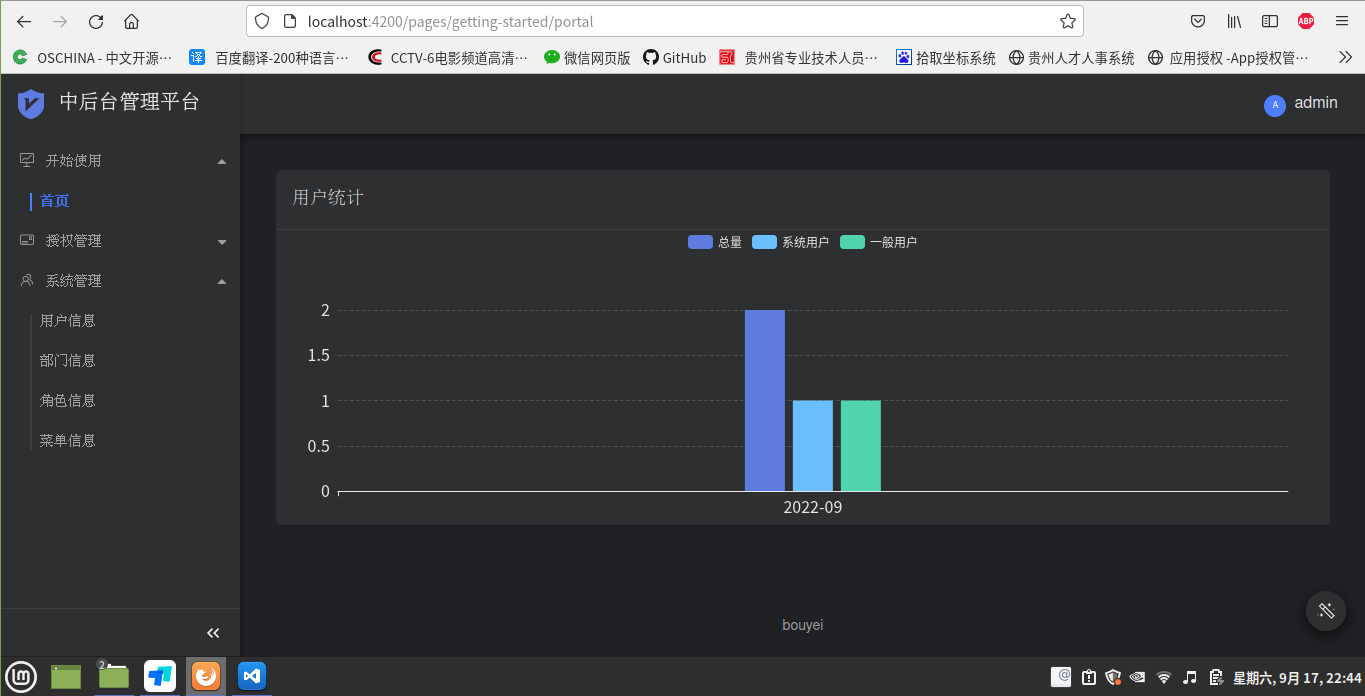 localhost:4200/pages/getting-started/portal
OSCHINA - 中文开源… 百度翻译-200种语言… CCTV-6电影频道高清… 微信网页版 GitHub 贵州省专业技术人员… 拾取坐标系统 贵州人才人事系统 应用授权 -App授权管…
中后台管理平台
A admin
开始使用
首页
授权管理
系统管理
用户信息
部门信息
角色信息
菜单信息
用户统计
总量 系统用户 一般用户
2
1.5
1
0.5
0
2022-09
bouyei
2
星期六, 9月 17, 22:44